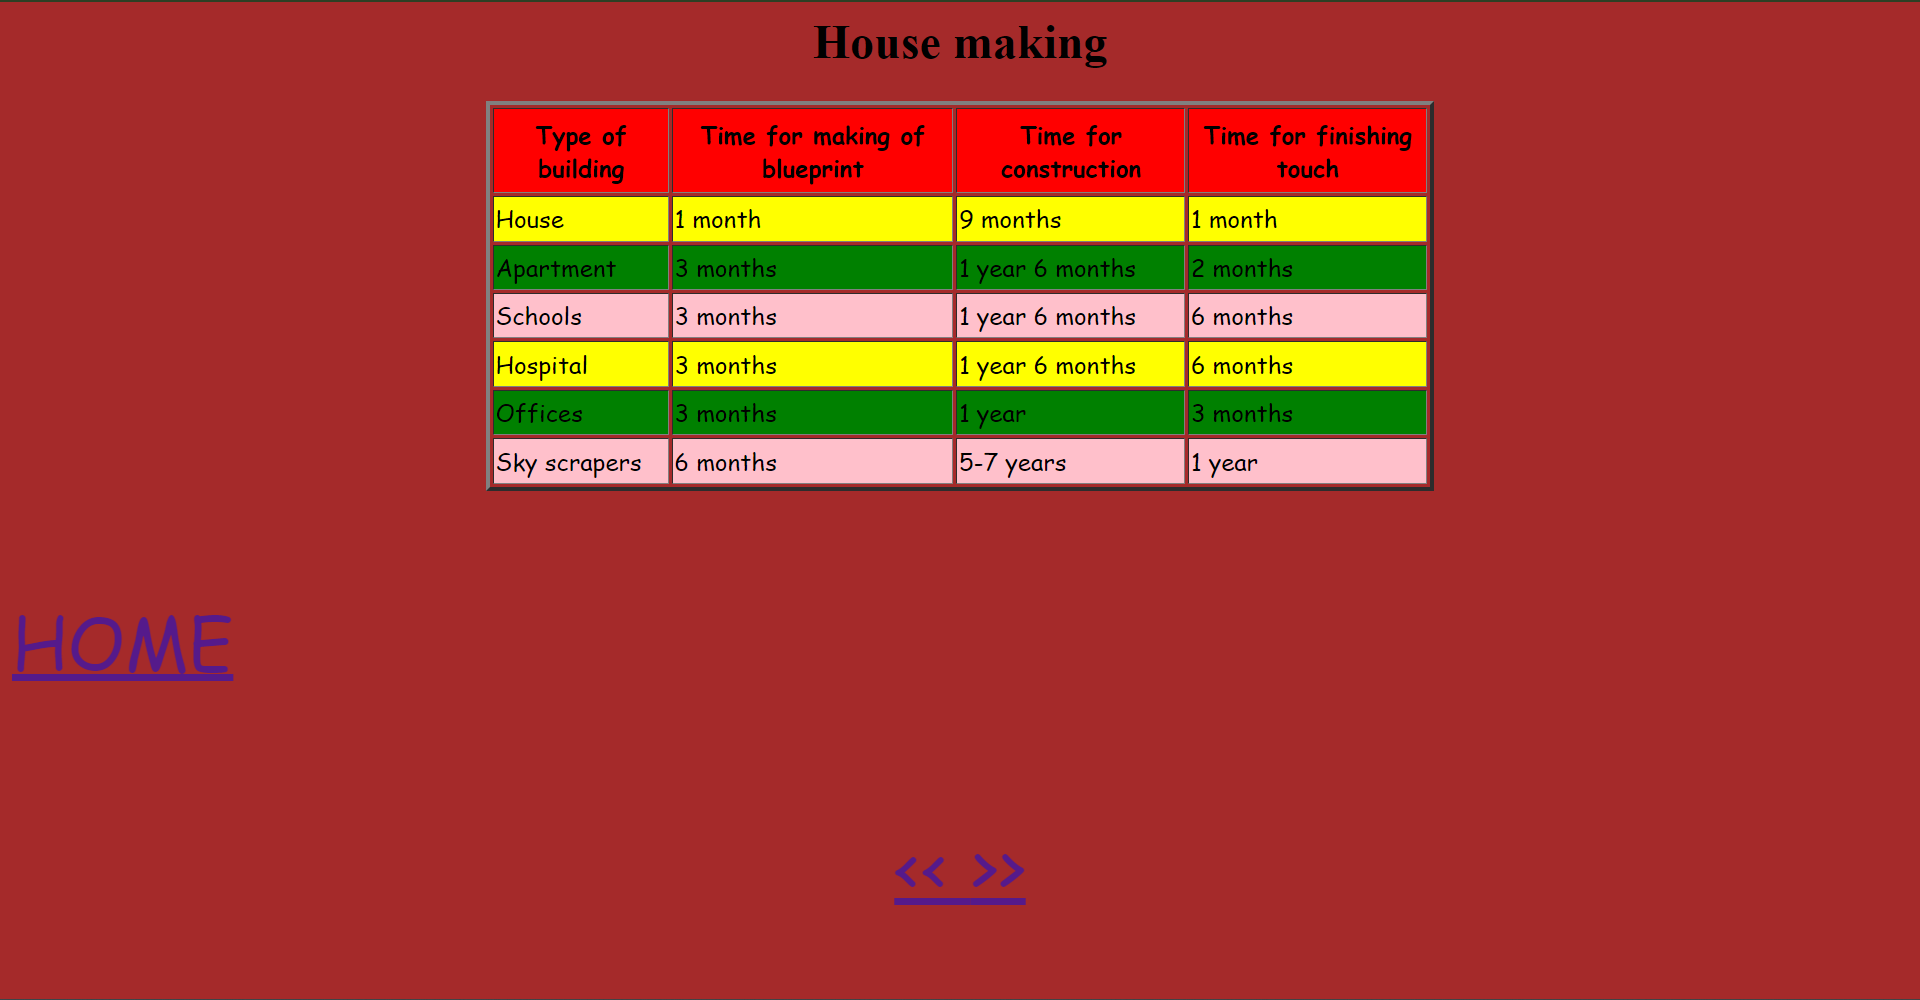 House making
Type of building Time for making of blueprint Time for construction Time for finishing touch
House 1 month 9 months 1 month
Apartment 3 months 1 year 6 months 2 months
Schools 3 months 1 year 6 months 6 months
Hospital 3 months 1 year 6 months 6 months
Offices 3 months 1 year 3 months
Sky scrapers 6 months 5-7 years 1 year
HOME
<< >>